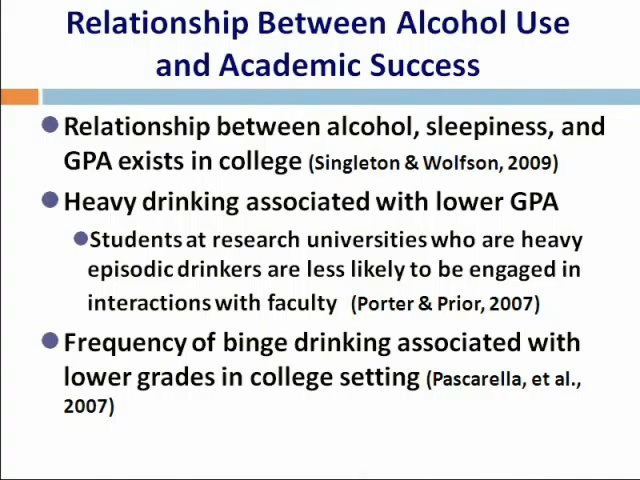 Relationship Between Alcohol Use
and Academic Success
Relationship between alcohol, sleepiness, and
GPA exists in college (Singleton & Wolfson, 2009)
Heavy drinking associated with lower GPA
Students at research universities who are heavy
episodic drinkers are less likely to be engaged in
interactions with faculty (Porter & Prior, 2007)
Frequency of binge drinking associated with
lower grades in college setting (Pascarella, et al.,
2007)